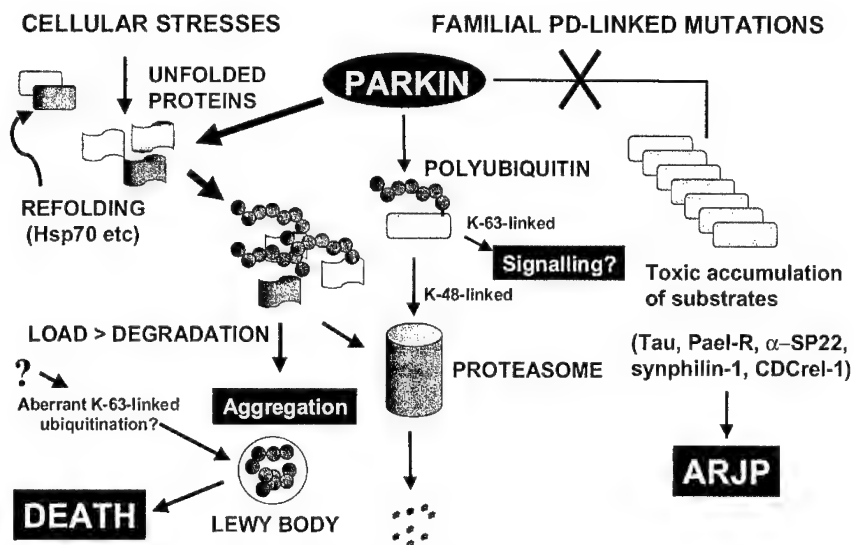 CELLULAR STRESSES
FAMILIAL PD-LINKED MUTATIONS
UNFOLDED
PROTEINS
PARKIN
POLYUBIQUITIN
REFOLDING
(Hsp70 etc)
K-63-linked
Signalling?
K-48-linked
Toxic accumulation
of substrates
LOAD > DEGRADATION
(Tau, Pael-R, α–SP22,
synphilin-1, CDCrel-1)
PROTEASOME
?
Aberrant K-63-linked
ubiquitination?
Aggregation
ARJP
DEATH
LEWY BODY